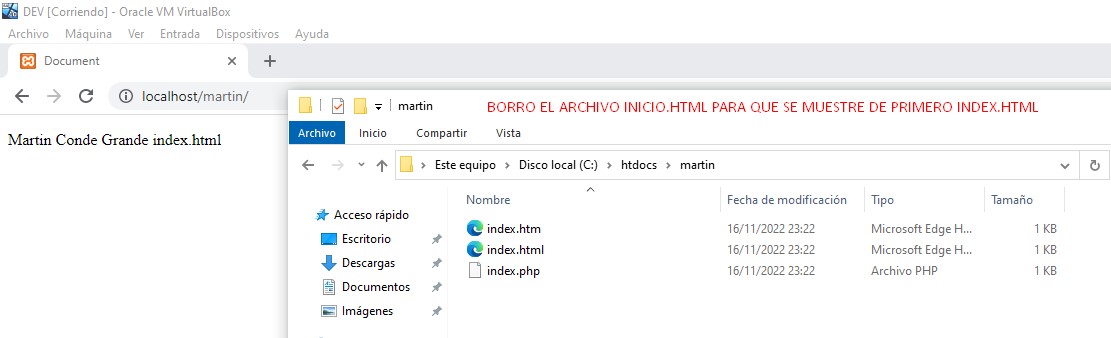 DEV [Corriendo] - Oracle VM VirtualBox
Archivo Máquina Ver Entrada Dispositivos Ayuda
Document
localhost/martin/
Martin Conde Grande index.html
martin BORRO EL ARCHIVO INICIO.HTML PARA QUE SE MUESTRE DE PRIMERO INDEX.HTML
Archivo Inicio Compartir Vista
Este equipo Disco local (C:) htdocs martin
Nombre Fecha de modificación Tipo Tamaño
Acceso rápido
Escritorio
Descargas
Documentos
Imágenes
index.htm 16/11/2022 23:22 Microsoft Edge H... 1 KB
index.html 16/11/2022 23:22 Microsoft Edge H... 1 KB
index.php 16/11/2022 23:22 Archivo PHP 1 KB